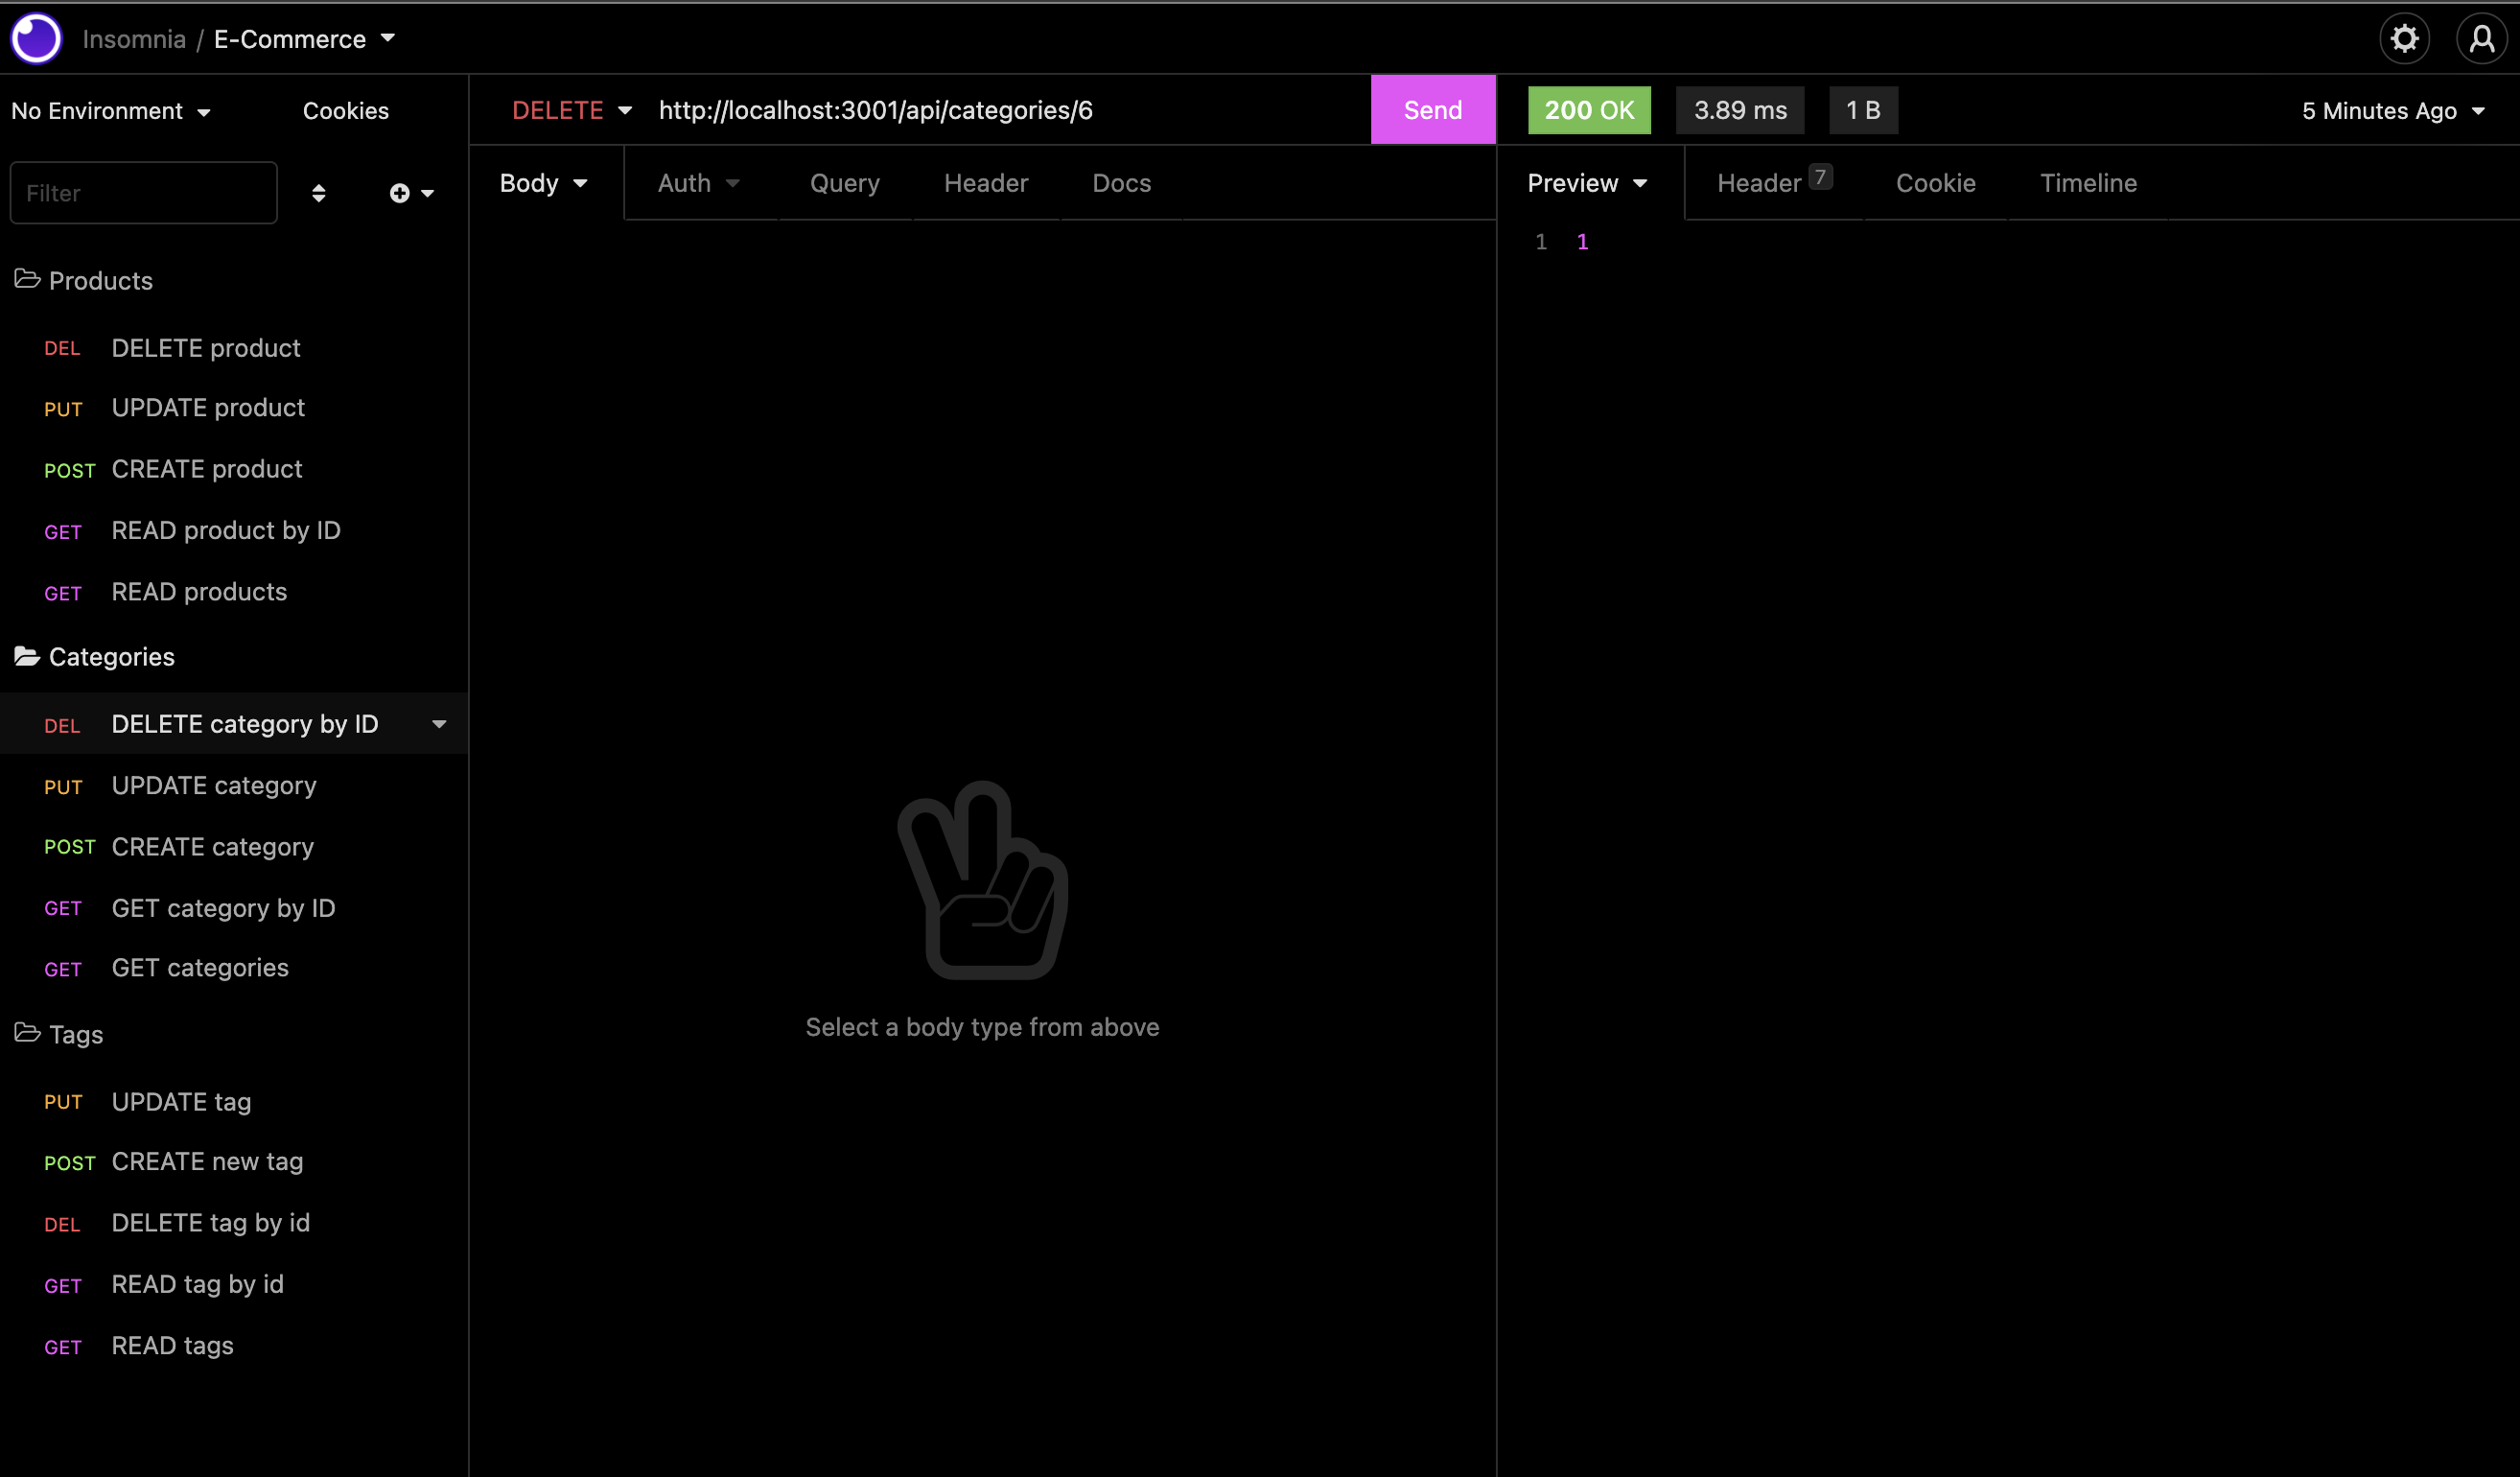 Insomnia / E-Commerce
No Environment
Cookies
Filter
Products
DEL DELETE product
PUT UPDATE product
POST CREATE product
GET READ product by ID
GET READ products
Categories
DEL DELETE category by ID
PUT UPDATE category
POST CREATE category
GET GET category by ID
GET GET categories
Tags
PUT UPDATE tag
POST CREATE new tag
DEL DELETE tag by id
GET READ tag by id
GET READ tags
DELETE http://localhost:3001/api/categories/6 Send
Body Auth Query Header Docs
Select a body type from above
200 OK 3.89 ms 1 B 5 Minutes Ago
Preview Header 7 Cookie Timeline
1 1